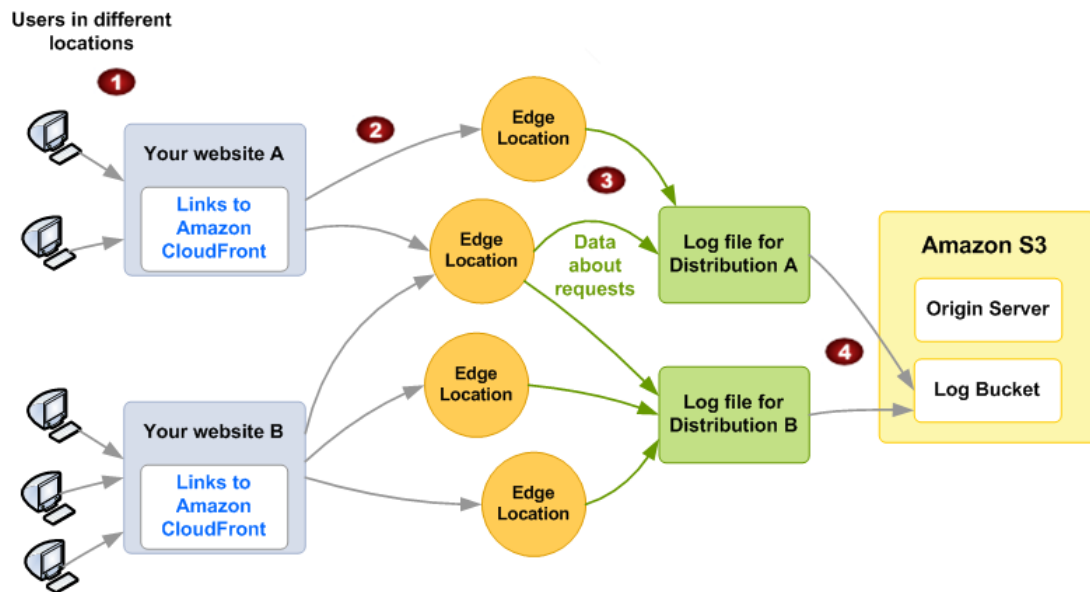 Users in different
locations
1
2
Edge
Location
Your website A
Links to
Amazon
CloudFront
3
Edge
Location
Data
about
requests
Log file for
Distribution A
Amazon S3
Origin Server
Log Bucket
4
Edge
Location
Log file for
Distribution B
Your website B
Links to
Amazon
CloudFront
Edge
Location